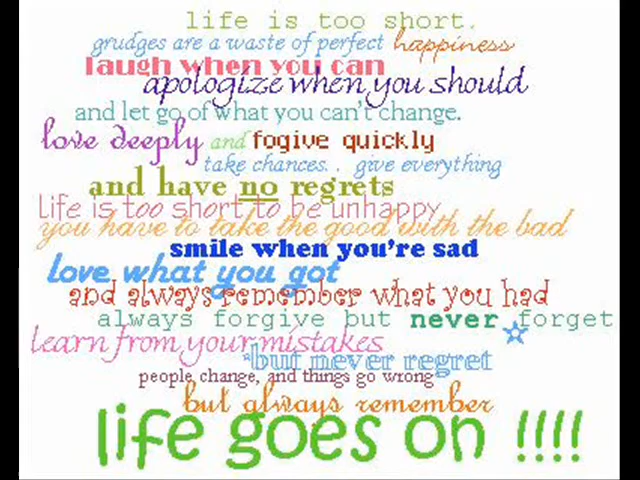 life is too short.
grudges are a waste of perfect happiness
laugh when you can
apologize when you should
and let go of what you can't change.
love deeply and fogive quickly
take chances.. give everything
and have no regrets
Life is too short to be unhappy
you have to take the good with the bad
smile when you're sad
love what you got
and always remember what you had
always forgive but never forget
learn from your mistakes
but never regret
people change, and things go wrong
but always remember
life goes on !!!!